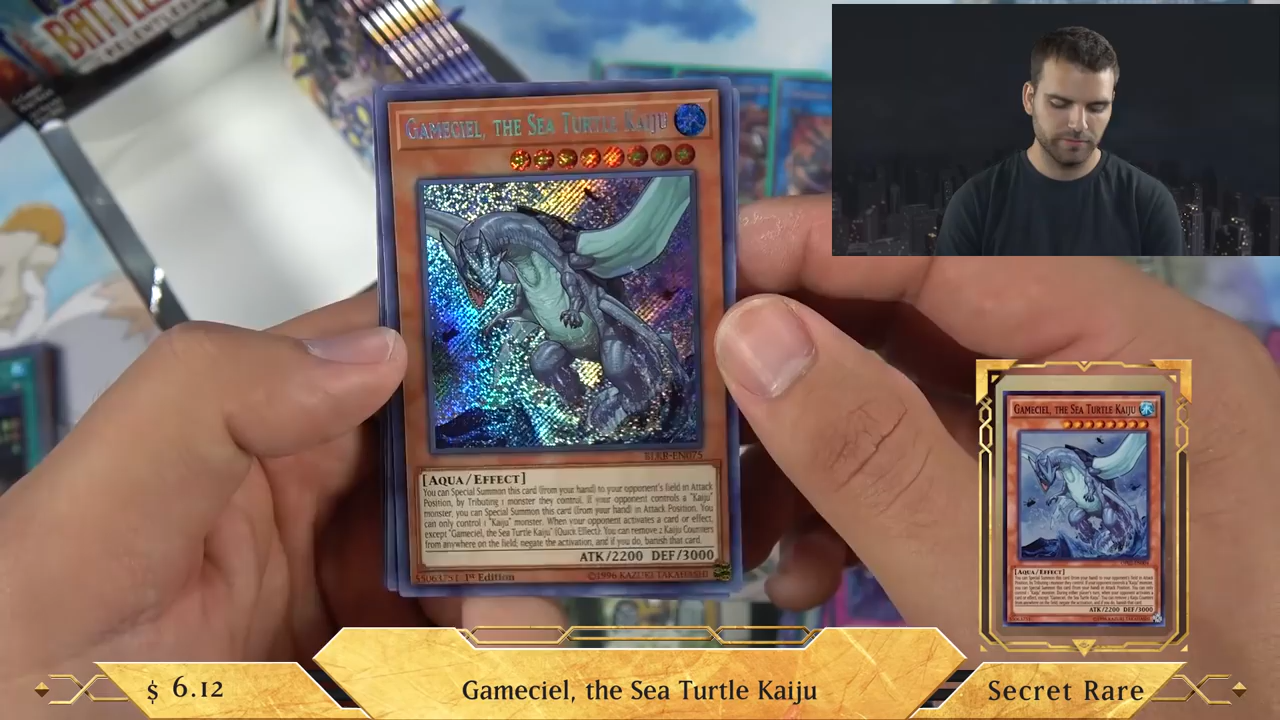 BATTLE
GAMECIEL, THE SEA TURTLE KAIJU
BLRR-EN075
[AQUA/EFFECT]
You can Special Summon this card (from your hand) to your opponent's field in Attack
Position, by Tributing 1 monster they control. If your opponent controls a "Kaiju"
monster, you can Special Summon this card (from your hand) in Attack Position. You
can only control 1 "Kaiju" monster. When your opponent activates a card or effect,
except "Gameciel, the Sea Turtle Kaiju" (Quick Effect): You can remove 2 Kaiju Counters
from anywhere on the field; negate the activation, and if you do, banish that card.
ATK/2200 DEF/3000
55063751 1st Edition
©1996 KAZUKI TAKAHASHI
GAMECIEL, THE SEA TURTLE KAIJU
[AQUA/EFFECT]
ATK/2200 DEF/3000
$ 6.12
Gameciel, the Sea Turtle Kaiju
Secret Rare